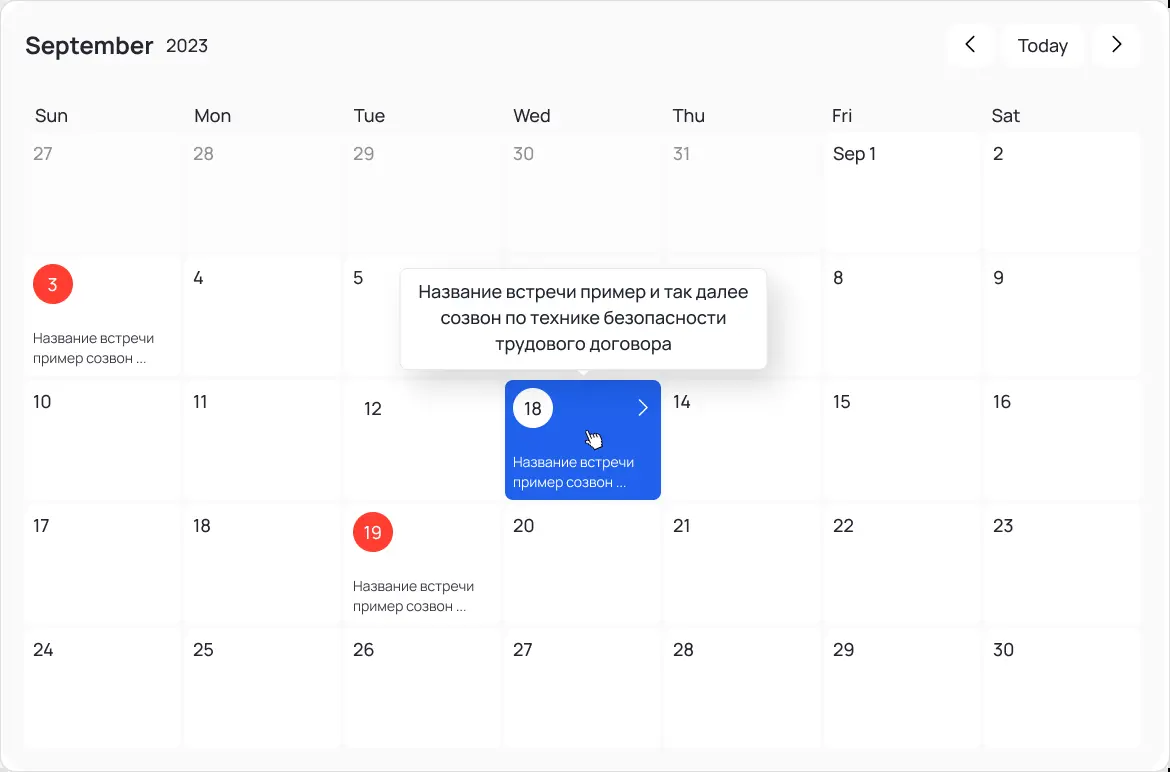 September 2023
Today
Sun Mon Tue Wed Thu Fri Sat
27 28 29 30 31 Sep 1 2
3 4 5 8 9
Название встречи пример и так далее
созвон по технике безопасности
трудового договора
Название встречи
пример созвон ...
10 11 12 18 14 15 16
Название встречи
пример созвон ...
17 18 19 20 21 22 23
Название встречи
пример созвон ...
24 25 26 27 28 29 30